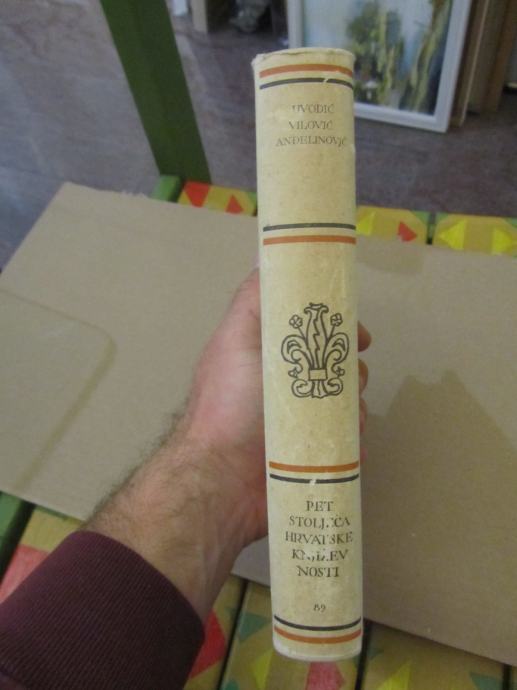 UVODIĆ
VILOVIĆ
ANĐELINOVIĆ
PET
STOLJEĆA
HRVATSKE
KNJIŽEV
NOSTI
89